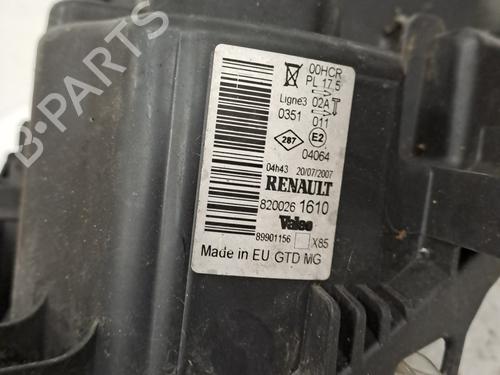 00HCR
PL 17,5
Ligne3 02A
0351 011
287 E2
04064
04h43 20/07/2007
RENAULT
820026 1610
Valeo
89901156 X85
Made in EU GTD MG